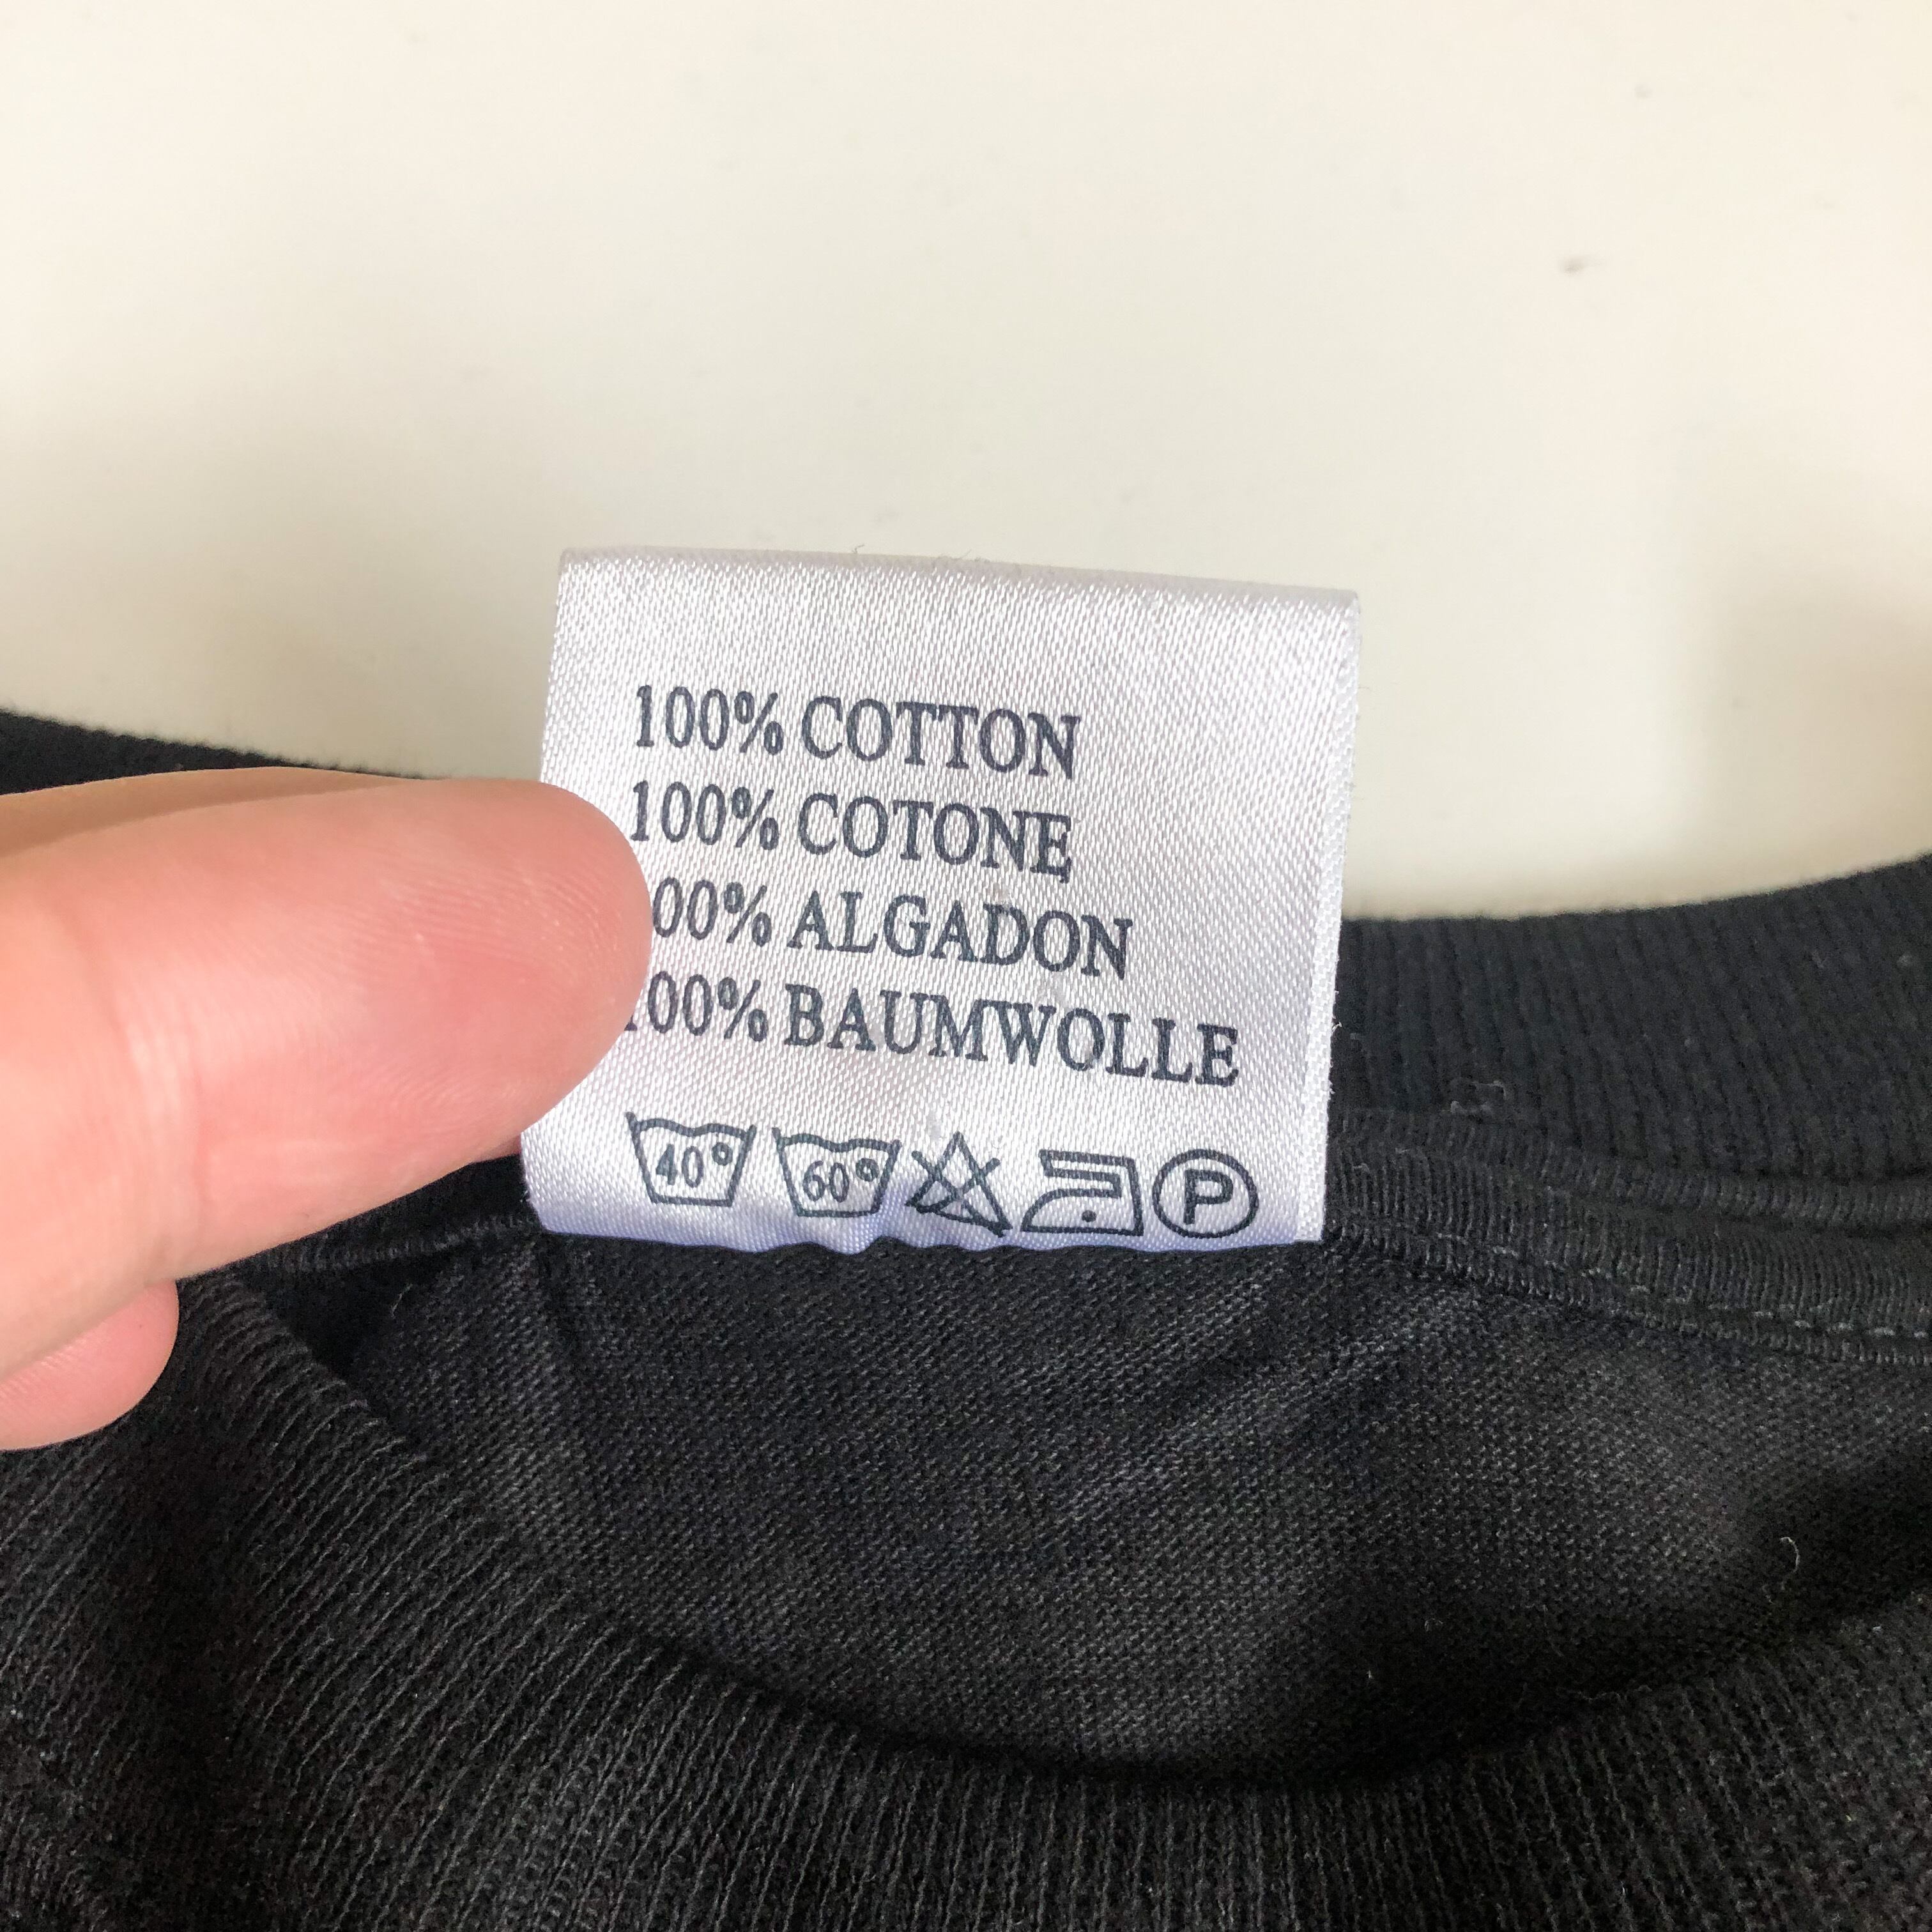 100% COTTON
100% COTONE
00% ALGADON
100% BAUMWOLLE
40° 60° P